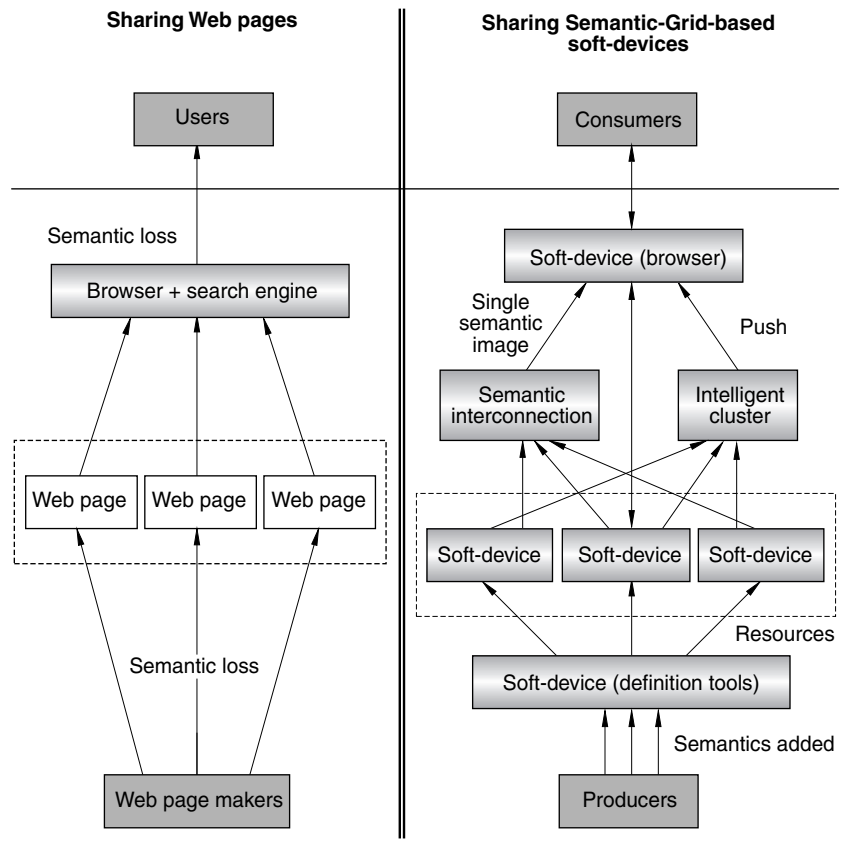 Sharing Web pages
Users
Semantic loss
Browser + search engine
Web page
Web page
Web page
Semantic loss
Web page makers
Sharing Semantic-Grid-based
soft-devices
Consumers
Soft-device (browser)
Single
semantic
image
Push
Semantic
interconnection
Intelligent
cluster
Soft-device
Soft-device
Soft-device
Resources
Soft-device (definition tools)
Semantics added
Producers